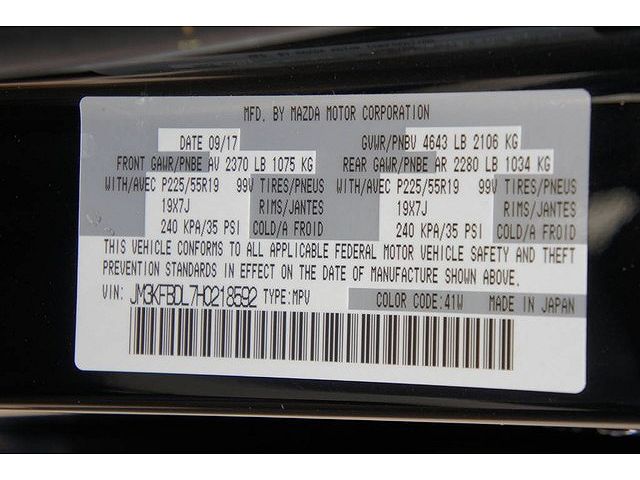 MFD. BY MAZDA MOTOR CORPORATION
DATE 09/17 GVWR/PNBV 4643 LB 2106 KG
FRONT GAWR/PNBE AV 2370 LB 1075 KG REAR GAWR/PNBE AR 2280 LB 1034 KG
WITH/AVEC P225/55R19 99V TIRES/PNEUS WITH/AVEC P225/55R19 99V TIRES/PNEUS
19X7J RIMS/JANTES 19X7J RIMS/JANTES
240 KPA/35 PSI COLD/A FROID 240 KPA/35 PSI COLD/A FROID
THIS VEHICLE CONFORMS TO ALL APPLICABLE FEDERAL MOTOR VEHICLE SAFETY AND THEFT
PREVENTION STANDARDS IN EFFECT ON THE DATE OF MANUFACTURE SHOWN ABOVE.
VIN: JM3KFBDL7H0218592 TYPE: MPV COLOR CODE: 41W MADE IN JAPAN